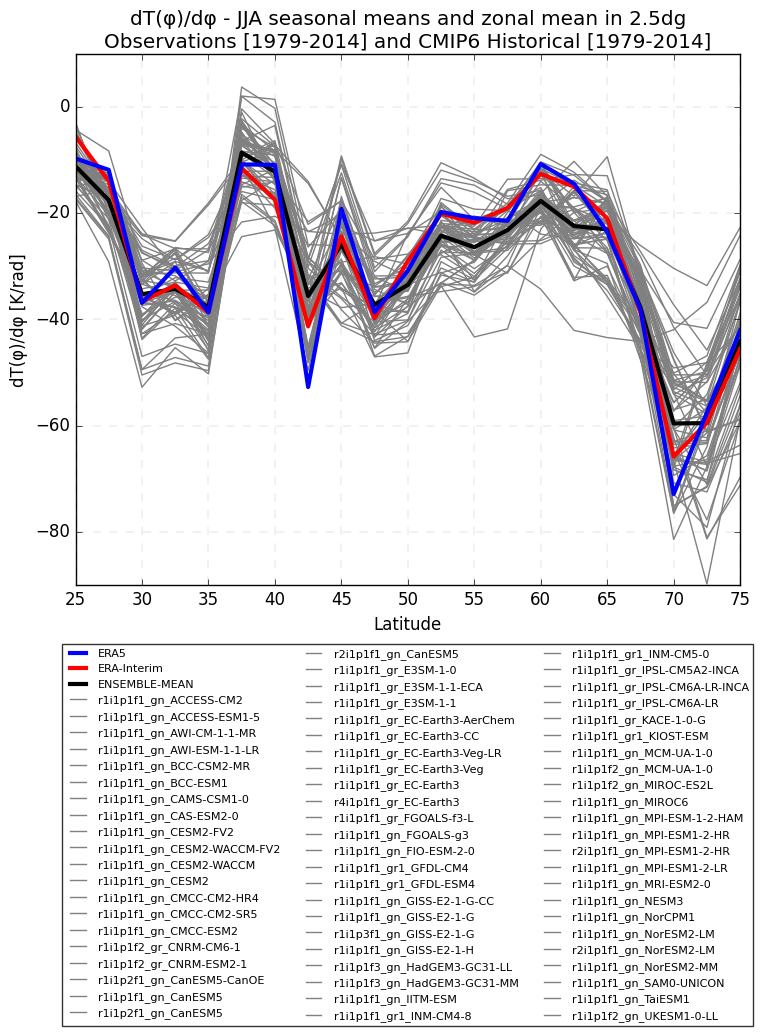 dT(φ)/dφ - JJA seasonal means and zonal mean in 2.5dg
Observations [1979-2014] and CMIP6 Historical [1979-2014]
dT(φ)/dφ [K/rad]
0
−20
−40
−60
−80
25 30 35 40 45 50 55 60 65 70 75
Latitude
ERA5
ERA-Interim
ENSEMBLE-MEAN
r1i1p1f1_gn_ACCESS-CM2
r1i1p1f1_gn_ACCESS-ESM1-5
r1i1p1f1_gn_AWI-CM-1-1-MR
r1i1p1f1_gn_AWI-ESM-1-1-LR
r1i1p1f1_gn_BCC-CSM2-MR
r1i1p1f1_gn_BCC-ESM1
r1i1p1f1_gn_CAMS-CSM1-0
r1i1p1f1_gn_CAS-ESM2-0
r1i1p1f1_gn_CESM2-FV2
r1i1p1f1_gn_CESM2-WACCM-FV2
r1i1p1f1_gn_CESM2-WACCM
r1i1p1f1_gn_CESM2
r1i1p1f1_gn_CMCC-CM2-HR4
r1i1p1f1_gn_CMCC-CM2-SR5
r1i1p1f1_gn_CMCC-ESM2
r1i1p1f2_gr_CNRM-CM6-1
r1i1p1f2_gr_CNRM-ESM2-1
r1i1p2f1_gn_CanESM5-CanOE
r1i1p1f1_gn_CanESM5
r1i1p2f1_gn_CanESM5
r2i1p1f1_gn_CanESM5
r1i1p1f1_gr_E3SM-1-0
r1i1p1f1_gr_E3SM-1-1-ECA
r1i1p1f1_gr_E3SM-1-1
r1i1p1f1_gr_EC-Earth3-AerChem
r1i1p1f1_gr_EC-Earth3-CC
r1i1p1f1_gr_EC-Earth3-Veg-LR
r1i1p1f1_gr_EC-Earth3-Veg
r1i1p1f1_gr_EC-Earth3
r4i1p1f1_gr_EC-Earth3
r1i1p1f1_gr_FGOALS-f3-L
r1i1p1f1_gn_FGOALS-g3
r1i1p1f1_gn_FIO-ESM-2-0
r1i1p1f1_gr1_GFDL-CM4
r1i1p1f1_gr1_GFDL-ESM4
r1i1p1f1_gn_GISS-E2-1-G-CC
r1i1p1f1_gn_GISS-E2-1-G
r1i1p3f1_gn_GISS-E2-1-G
r1i1p1f1_gn_GISS-E2-1-H
r1i1p1f3_gn_HadGEM3-GC31-LL
r1i1p1f3_gn_HadGEM3-GC31-MM
r1i1p1f1_gn_IITM-ESM
r1i1p1f1_gr1_INM-CM4-8
r1i1p1f1_gr1_INM-CM5-0
r1i1p1f1_gr_IPSL-CM5A2-INCA
r1i1p1f1_gr_IPSL-CM6A-LR-INCA
r1i1p1f1_gr_IPSL-CM6A-LR
r1i1p1f1_gr_KACE-1-0-G
r1i1p1f1_gr1_KIOST-ESM
r1i1p1f1_gn_MCM-UA-1-0
r1i1p1f2_gn_MCM-UA-1-0
r1i1p1f2_gn_MIROC-ES2L
r1i1p1f1_gn_MIROC6
r1i1p1f1_gn_MPI-ESM-1-2-HAM
r1i1p1f1_gn_MPI-ESM1-2-HR
r2i1p1f1_gn_MPI-ESM1-2-HR
r1i1p1f1_gn_MPI-ESM1-2-LR
r1i1p1f1_gn_MRI-ESM2-0
r1i1p1f1_gn_NESM3
r1i1p1f1_gn_NorCPM1
r1i1p1f1_gn_NorESM2-LM
r2i1p1f1_gn_NorESM2-LM
r1i1p1f1_gn_NorESM2-MM
r1i1p1f1_gn_SAM0-UNICON
r1i1p1f1_gn_TaiESM1
r1i1p1f2_gn_UKESM1-0-LL